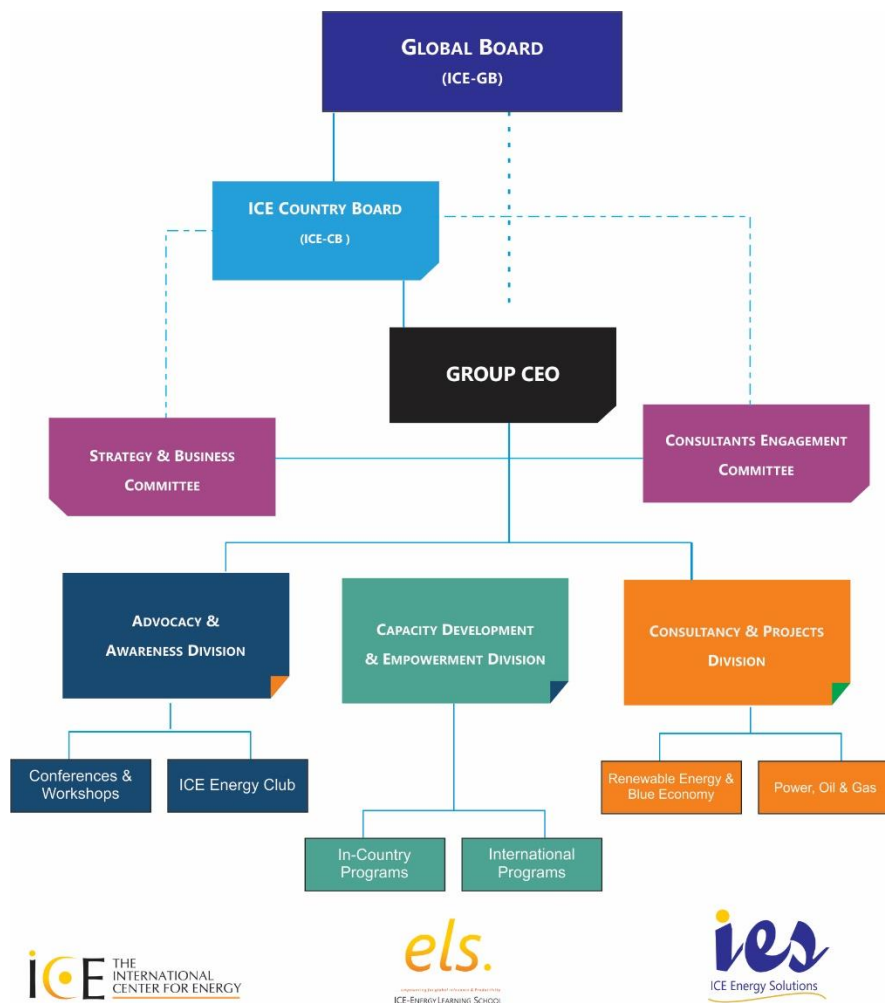 GLOBAL BOARD
(ICE-GB)
ICE COUNTRY BOARD
(ICE-CB )
GROUP CEO
STRATEGY & BUSINESS
COMMITTEE
CONSULTANTS ENGAGEMENT
COMMITTEE
ADVOCACY &
AWARENESS DIVISION
CAPACITY DEVELOPMENT
& EMPOWERMENT DIVISION
CONSULTANCY & PROJECTS
DIVISION
Conferences &
Workshops
ICE Energy Club
Renewable Energy &
Blue Economy
Power, Oil & Gas
In-Country
Programs
International
Programs
iCE THE
INTERNATIONAL
CENTER FOR ENERGY
els.
ICE-ENERGY LEARNING SCHOOL
ies
ICE Energy Solutions